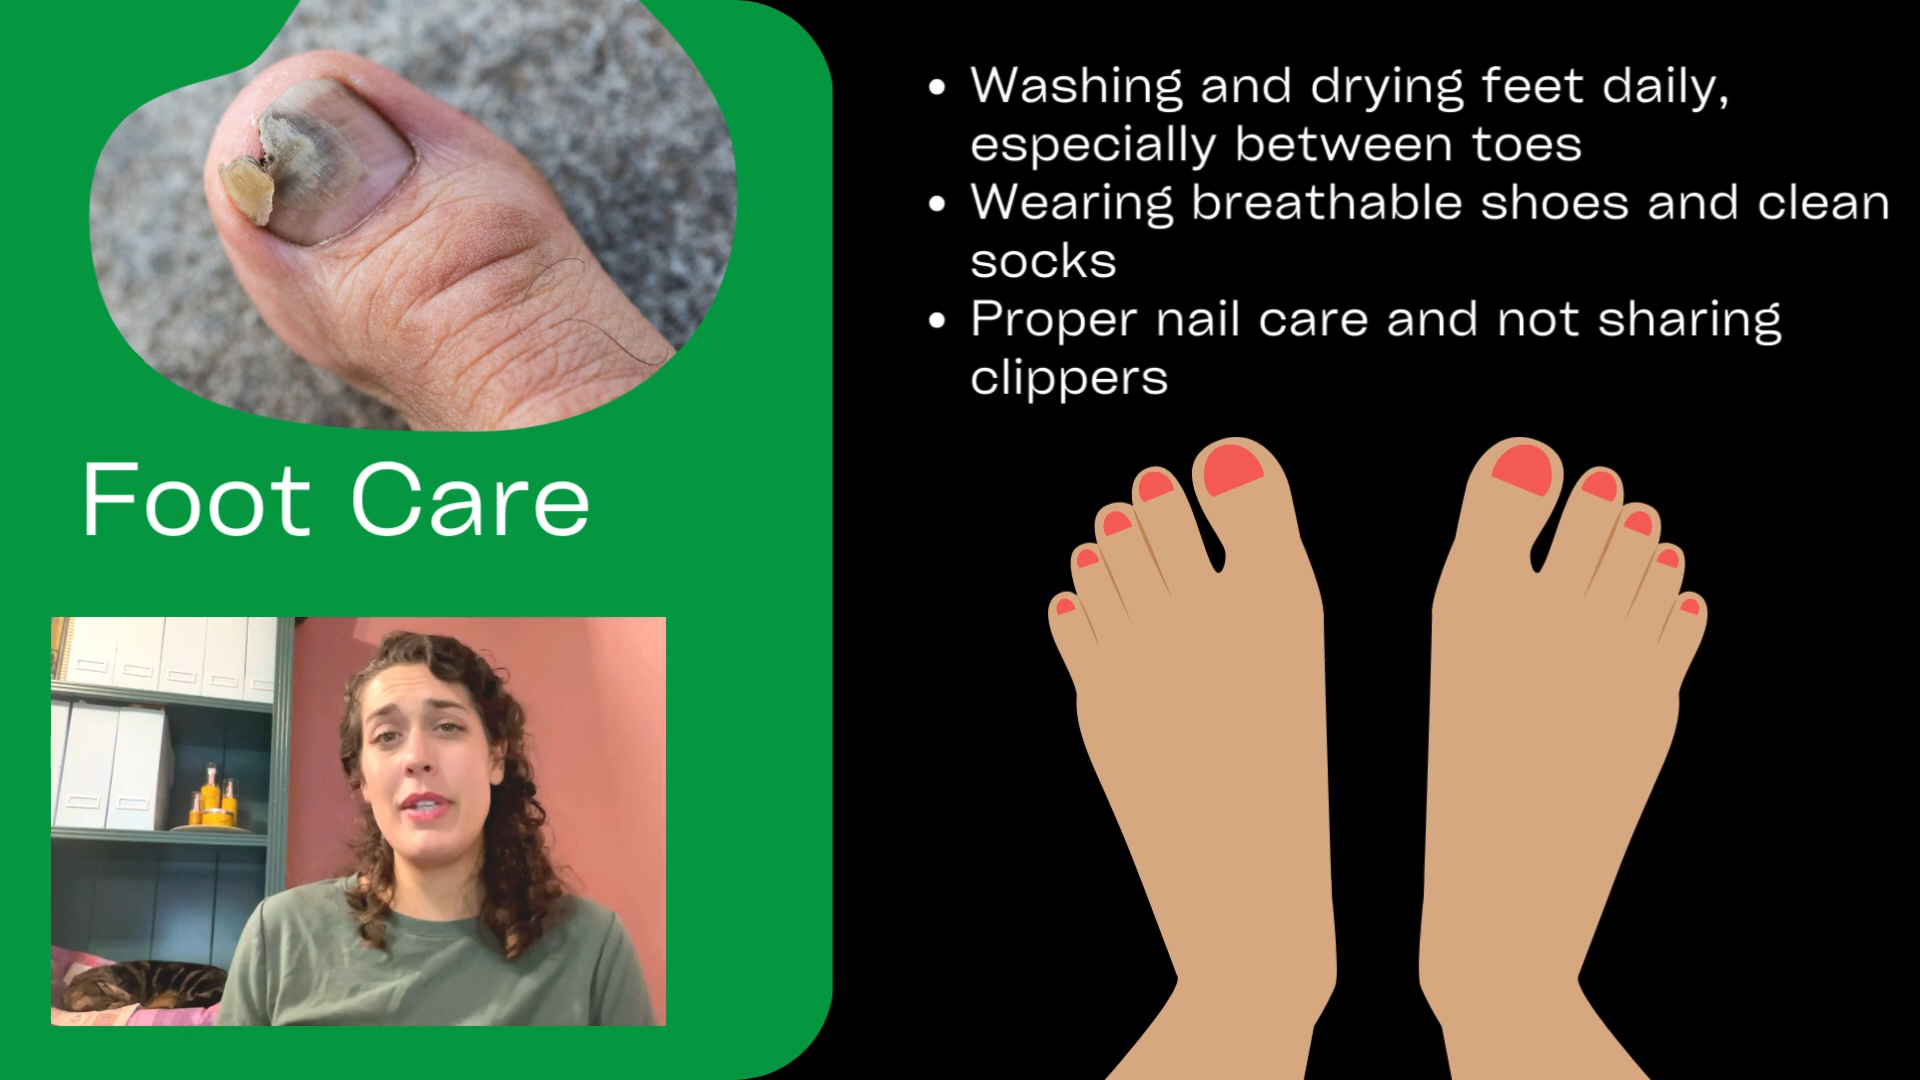 Foot Care
• Washing and drying feet daily,
especially between toes
• Wearing breathable shoes and clean
socks
• Proper nail care and not sharing
clippers